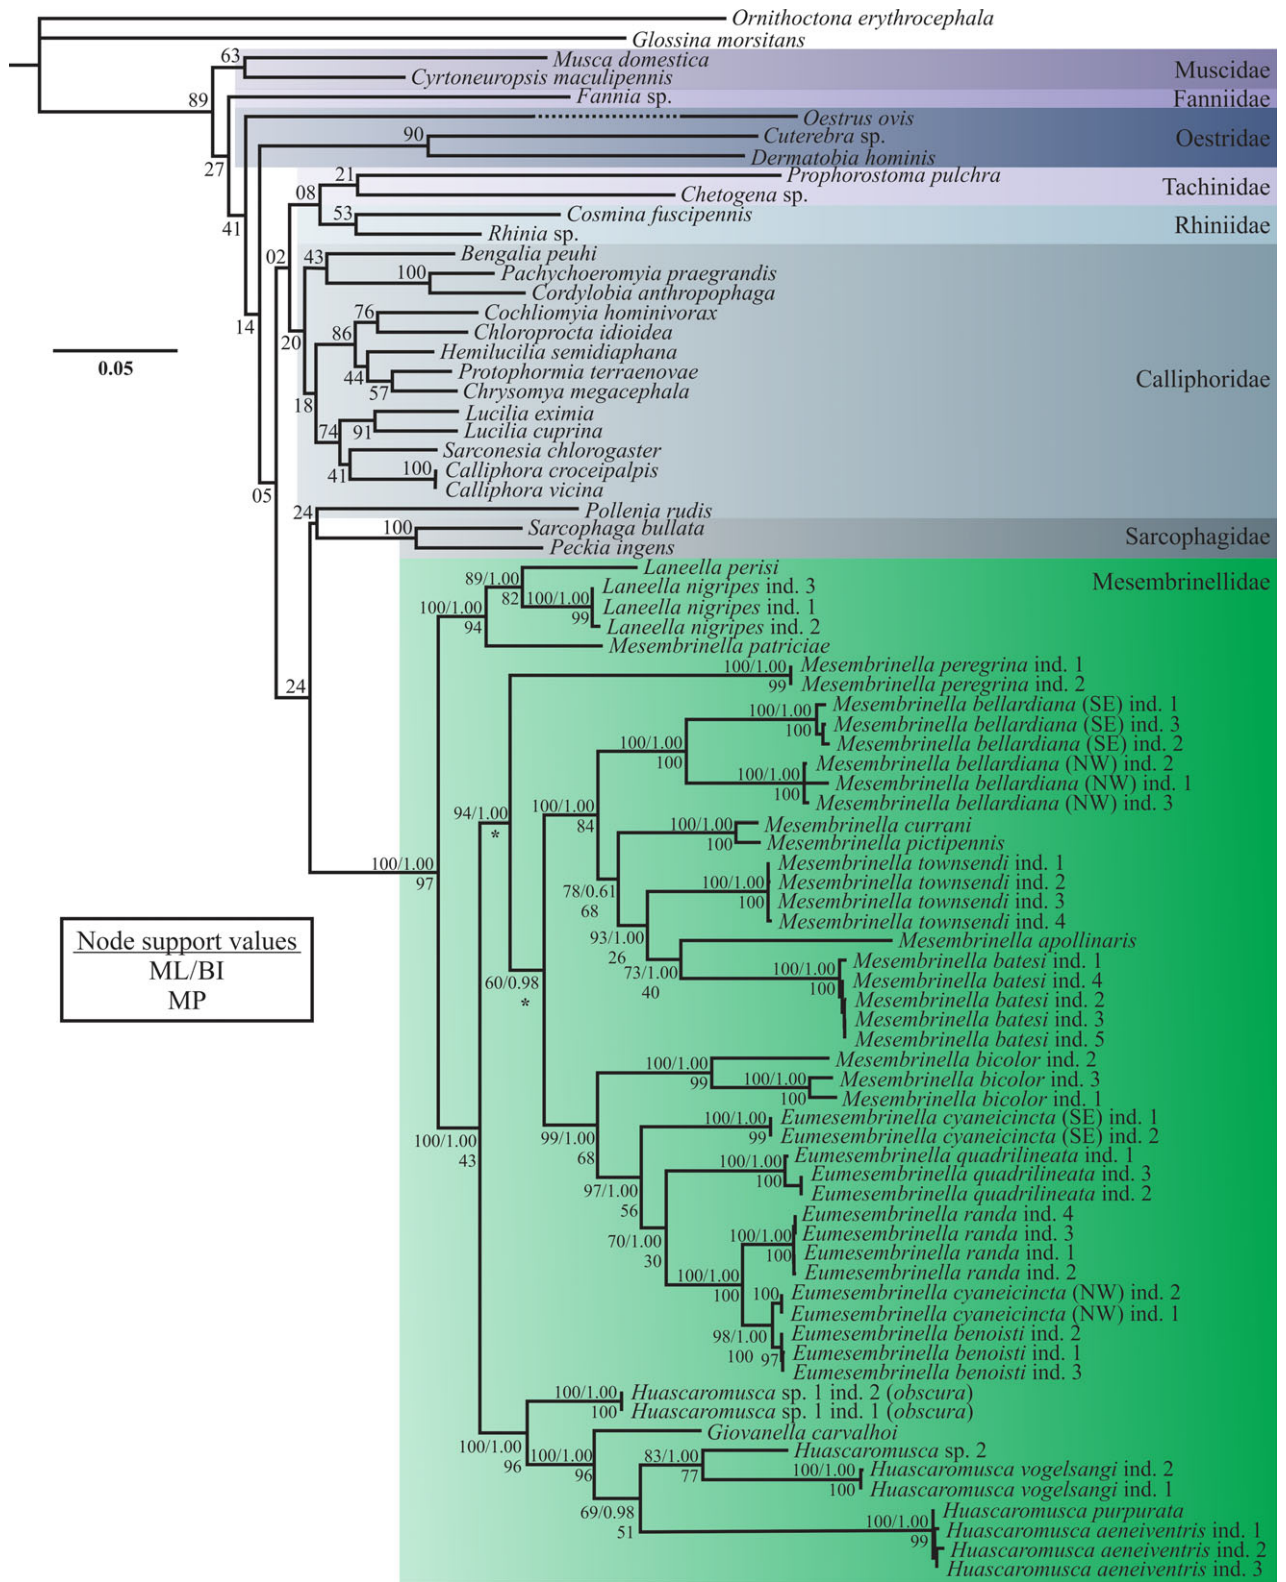 Ornithoctona erythrocephala
Glossina morsitans
63
Musca domestica
Cyrtoneuropsis maculipennis
Muscidae
89
Fannia sp.
Fanniidae
Oestrus ovis
90
Cuterebra sp.
Oestridae
27
Dermatobia hominis
21
Prophorostoma pulchra
08
Chetogena sp.
Tachinidae
53
Cosmina fuscipennis
41
Rhinia sp.
Rhiniidae
02
43
Bengalia peuhi
100
Pachychoeromyia praegrandis
Cordylobia anthropophaga
76
Cochliomyia hominivorax
14
86
Chloroprocta idioidea
20
Hemilucilia semidiaphana
0.05
44
Protophormia terraenovae
Calliphoridae
57
Chrysomya megacephala
18
Lucilia eximia
74
91
Lucilia cuprina
Sarconesia chlorogaster
41
100
Calliphora croceipalpis
05
Calliphora vicina
24
Pollenia rudis
100
Sarcophaga bullata
Sarcophagidae
Peckia ingens
Laneella perisi
Mesembrinellidae
89/1.00
82
100/1.00
Laneella nigripes ind. 3
100/1.00
99
Laneella nigripes ind. 1
94
Laneella nigripes ind. 2
Mesembrinella patriciae
100/1.00
Mesembrinella peregrina ind. 1
24
99
Mesembrinella peregrina ind. 2
100/1.00
Mesembrinella bellardiana (SE) ind. 1
100
Mesembrinella bellardiana (SE) ind. 3
100/1.00
Mesembrinella bellardiana (SE) ind. 2
100
Mesembrinella bellardiana (NW) ind. 2
100/1.00
Mesembrinella bellardiana (NW) ind. 1
100
Mesembrinella bellardiana (NW) ind. 3
94/1.00
*
100/1.00
84
100/1.00
Mesembrinella currani
100
Mesembrinella pictipennis
100/1.00
97
Mesembrinella townsendi ind. 1
78/0.61
100/1.00
Mesembrinella townsendi ind. 2
68
100
Mesembrinella townsendi ind. 3
Mesembrinella townsendi ind. 4
93/1.00
26
Mesembrinella apollinaris
Node support values
ML/BI
MP
73/1.00
40
Mesembrinella batesi ind. 1
100/1.00
Mesembrinella batesi ind. 4
60/0.98
*
100
Mesembrinella batesi ind. 2
Mesembrinella batesi ind. 3
Mesembrinella batesi ind. 5
100/1.00
Mesembrinella bicolor ind. 2
99
100/1.00
Mesembrinella bicolor ind. 3
100
Mesembrinella bicolor ind. 1
100/1.00
Eumesembrinella cyaneicincta (SE) ind. 1
99
Eumesembrinella cyaneicincta (SE) ind. 2
100/1.00
43
99/1.00
68
Eumesembrinella quadrilineata ind. 1
100/1.00
Eumesembrinella quadrilineata ind. 3
100
Eumesembrinella quadrilineata ind. 2
97/1.00
56
Eumesembrinella randa ind. 4
100/1.00
Eumesembrinella randa ind. 3
70/1.00
30
100
Eumesembrinella randa ind. 1
Eumesembrinella randa ind. 2
100/1.00
100
100
Eumesembrinella cyaneicincta (NW) ind. 2
Eumesembrinella cyaneicincta (NW) ind. 1
98/1.00
Eumesembrinella benoisti ind. 2
100
97
Eumesembrinella benoisti ind. 1
Eumesembrinella benoisti ind. 3
100/1.00
Huascaromusca sp. 1 ind. 2 (obscura)
100
Huascaromusca sp. 1 ind. 1 (obscura)
100/1.00
96
Giovanella carvalhoi
100/1.00
96
83/1.00
Huascaromusca sp. 2
77
100/1.00
Huascaromusca vogelsangi ind. 2
100
Huascaromusca vogelsangi ind. 1
69/0.98
51
Huascaromusca purpurata
100/1.00
Huascaromusca aeneiventris ind. 1
99
Huascaromusca aeneiventris ind. 2
Huascaromusca aeneiventris ind. 3